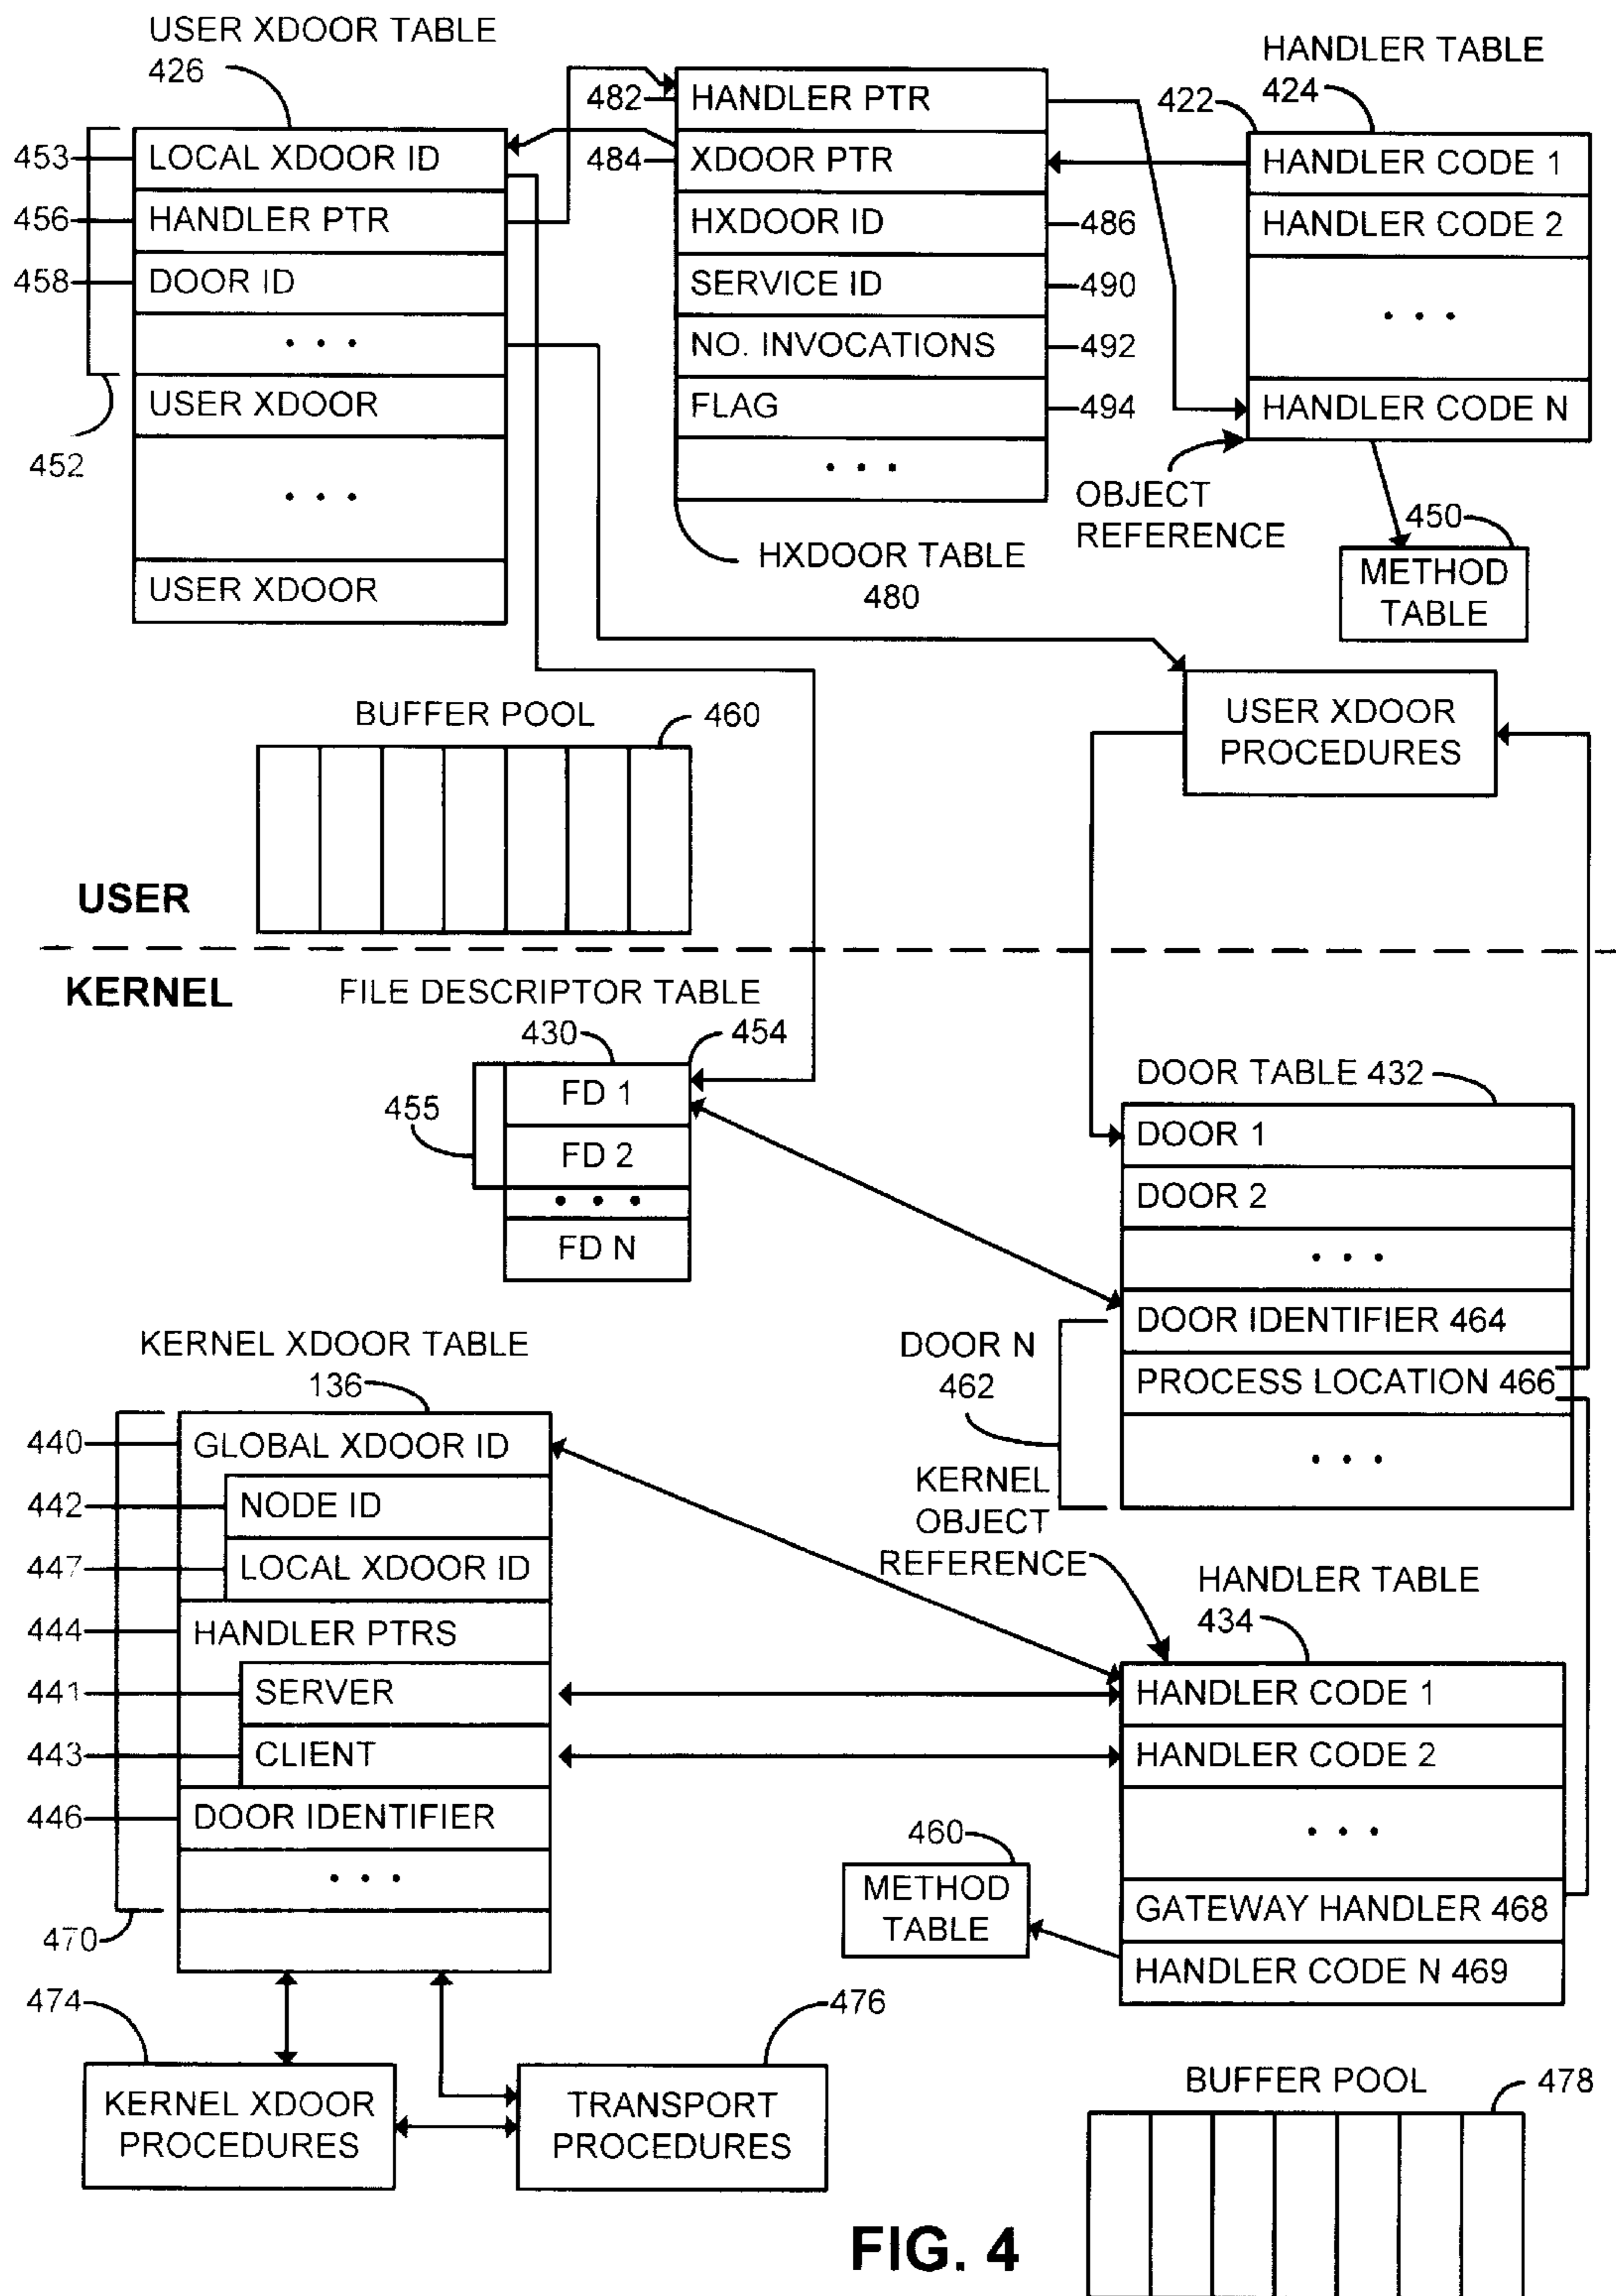 USER XDOOR TABLE
426
453
LOCAL XDOOR ID
456
HANDLER PTR
458
DOOR ID
• • •
USER XDOOR
452
• • •
USER XDOOR
482
HANDLER PTR
484
XDOOR PTR
HXDOOR ID
486
SERVICE ID
490
NO. INVOCATIONS
492
FLAG
494
• • •
HXDOOR TABLE
480
HANDLER TABLE
422
424
HANDLER CODE 1
HANDLER CODE 2
• • •
HANDLER CODE N
OBJECT
REFERENCE
450
METHOD
TABLE
BUFFER POOL
460
USER XDOOR
PROCEDURES
USER
KERNEL
FILE DESCRIPTOR TABLE
430
454
455
FD 1
FD 2
• • •
FD N
DOOR TABLE 432
DOOR 1
DOOR 2
• • •
DOOR IDENTIFIER 464
DOOR N
462
PROCESS LOCATION 466
• • •
KERNEL XDOOR TABLE
136
440
GLOBAL XDOOR ID
442
NODE ID
447
LOCAL XDOOR ID
444
HANDLER PTRS
441
SERVER
443
CLIENT
446
DOOR IDENTIFIER
• • •
470
KERNEL
OBJECT
REFERENCE
HANDLER TABLE
434
HANDLER CODE 1
HANDLER CODE 2
• • •
GATEWAY HANDLER 468
HANDLER CODE N 469
460
METHOD
TABLE
474
KERNEL XDOOR
PROCEDURES
476
TRANSPORT
PROCEDURES
BUFFER POOL
478
FIG. 4